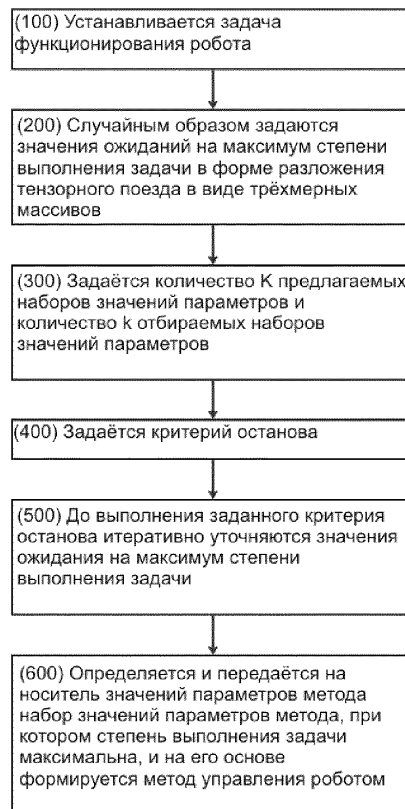 (100) Устанавливается задача
функционирования робота
(200) Случайным образом задаются
значения ожиданий на максимум степени
выполнения задачи в форме разложения
тензорного поезда в виде трёхмерных
массивов
(300) Задаётся количество K предлагаемых
наборов значений параметров и
количество k отбираемых наборов
значений параметров
(400) Задаётся критерий останова
(500) До выполнения заданного критерия
останова итеративно уточняются значения
ожидания на максимум степени
выполнения задачи
(600) Определяется и передаётся на
носитель значений параметров метода
набор значений параметров метода, при
котором степень выполнения задачи
максимальна, и на его основе
формируется метод управления роботом